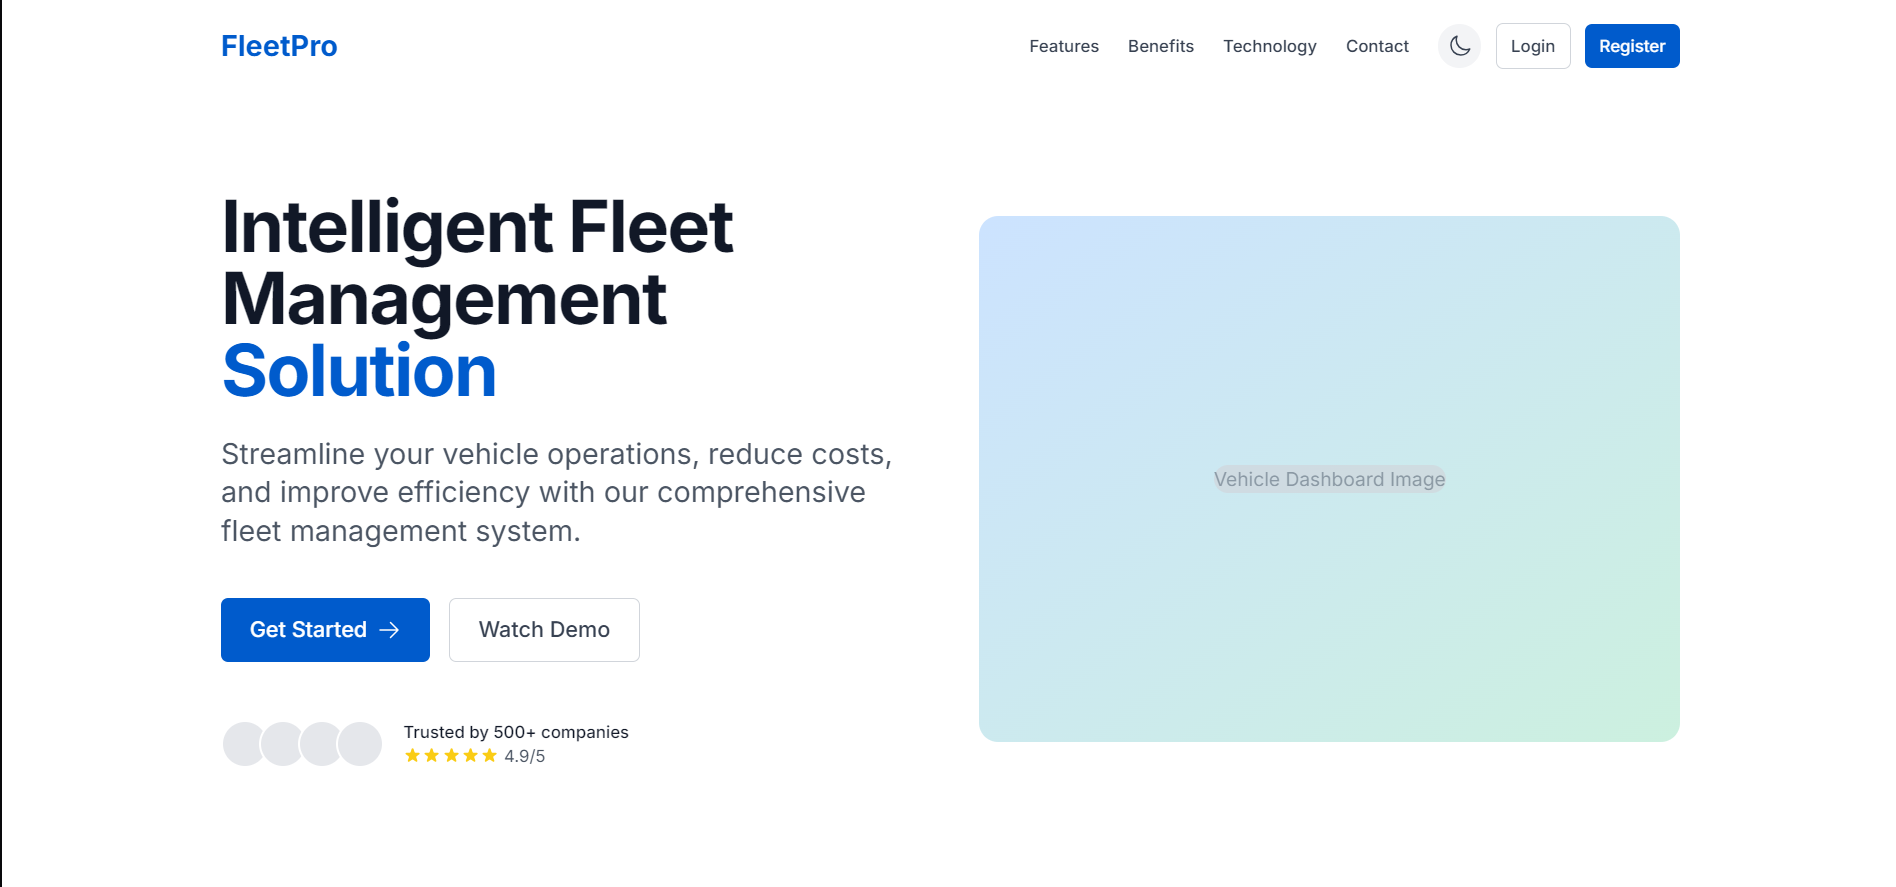 FleetPro
Features
Benefits
Technology
Contact
Login
Register
Intelligent Fleet
Management
Solution
Streamline your vehicle operations, reduce costs,
and improve efficiency with our comprehensive
fleet management system.
Get Started
Watch Demo
Trusted by 500+ companies
4.9/5
Vehicle Dashboard Image